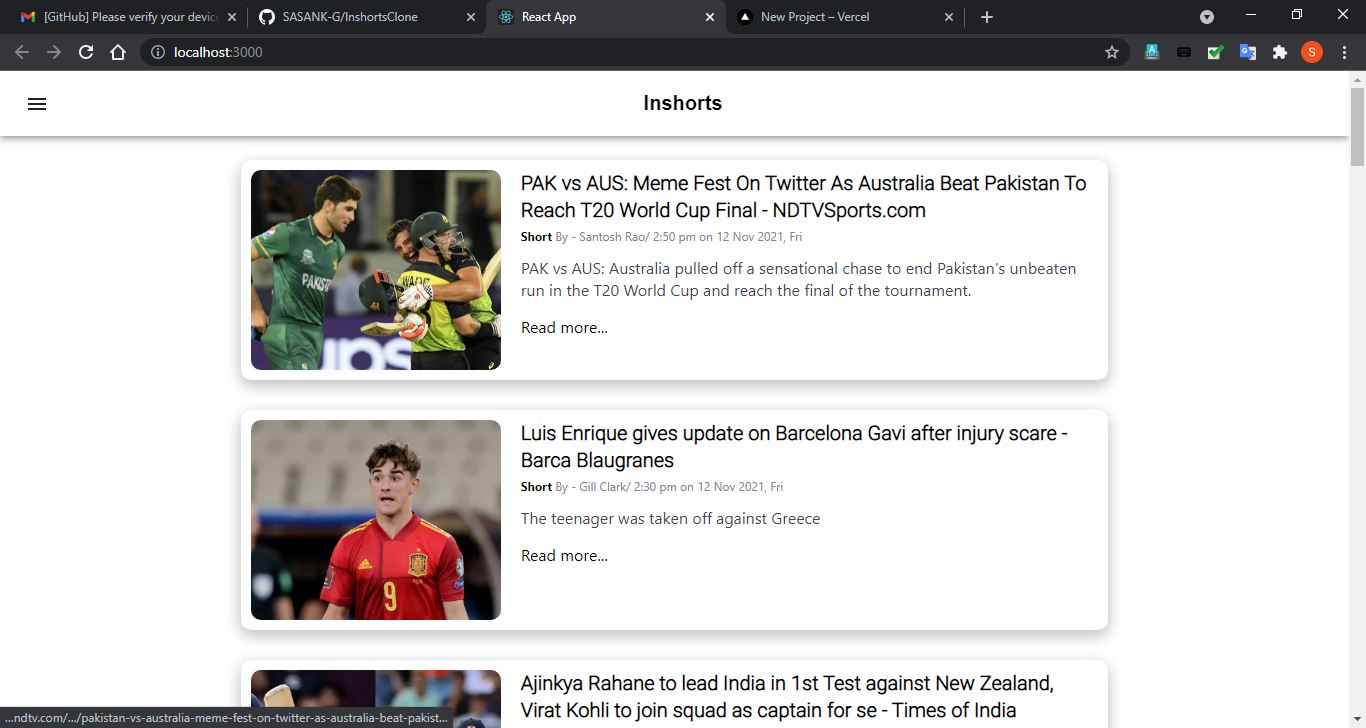 [GitHub] Please verify your device
SASANK-G/InshortsClone
React App
New Project – Vercel
localhost:3000
S
Inshorts
PAK vs AUS: Meme Fest On Twitter As Australia Beat Pakistan To
Reach T20 World Cup Final - NDTVSports.com
Short By - Santosh Rao/ 2:50 pm on 12 Nov 2021, Fri
PAK vs AUS: Australia pulled off a sensational chase to end Pakistan's unbeaten
run in the T20 World Cup and reach the final of the tournament.
Read more...
PAKIST
WADE
ups
Luis Enrique gives update on Barcelona Gavi after injury scare -
Barca Blaugranes
Short By - Gill Clark/ 2:30 pm on 12 Nov 2021, Fri
The teenager was taken off against Greece
Read more...
9
Ajinkya Rahane to lead India in 1st Test against New Zealand,
Virat Kohli to join squad as captain for se - Times of India
...ndtv.com/.../pakistan-vs-australia-meme-fest-on-twitter-as-australia-beat-pakist...